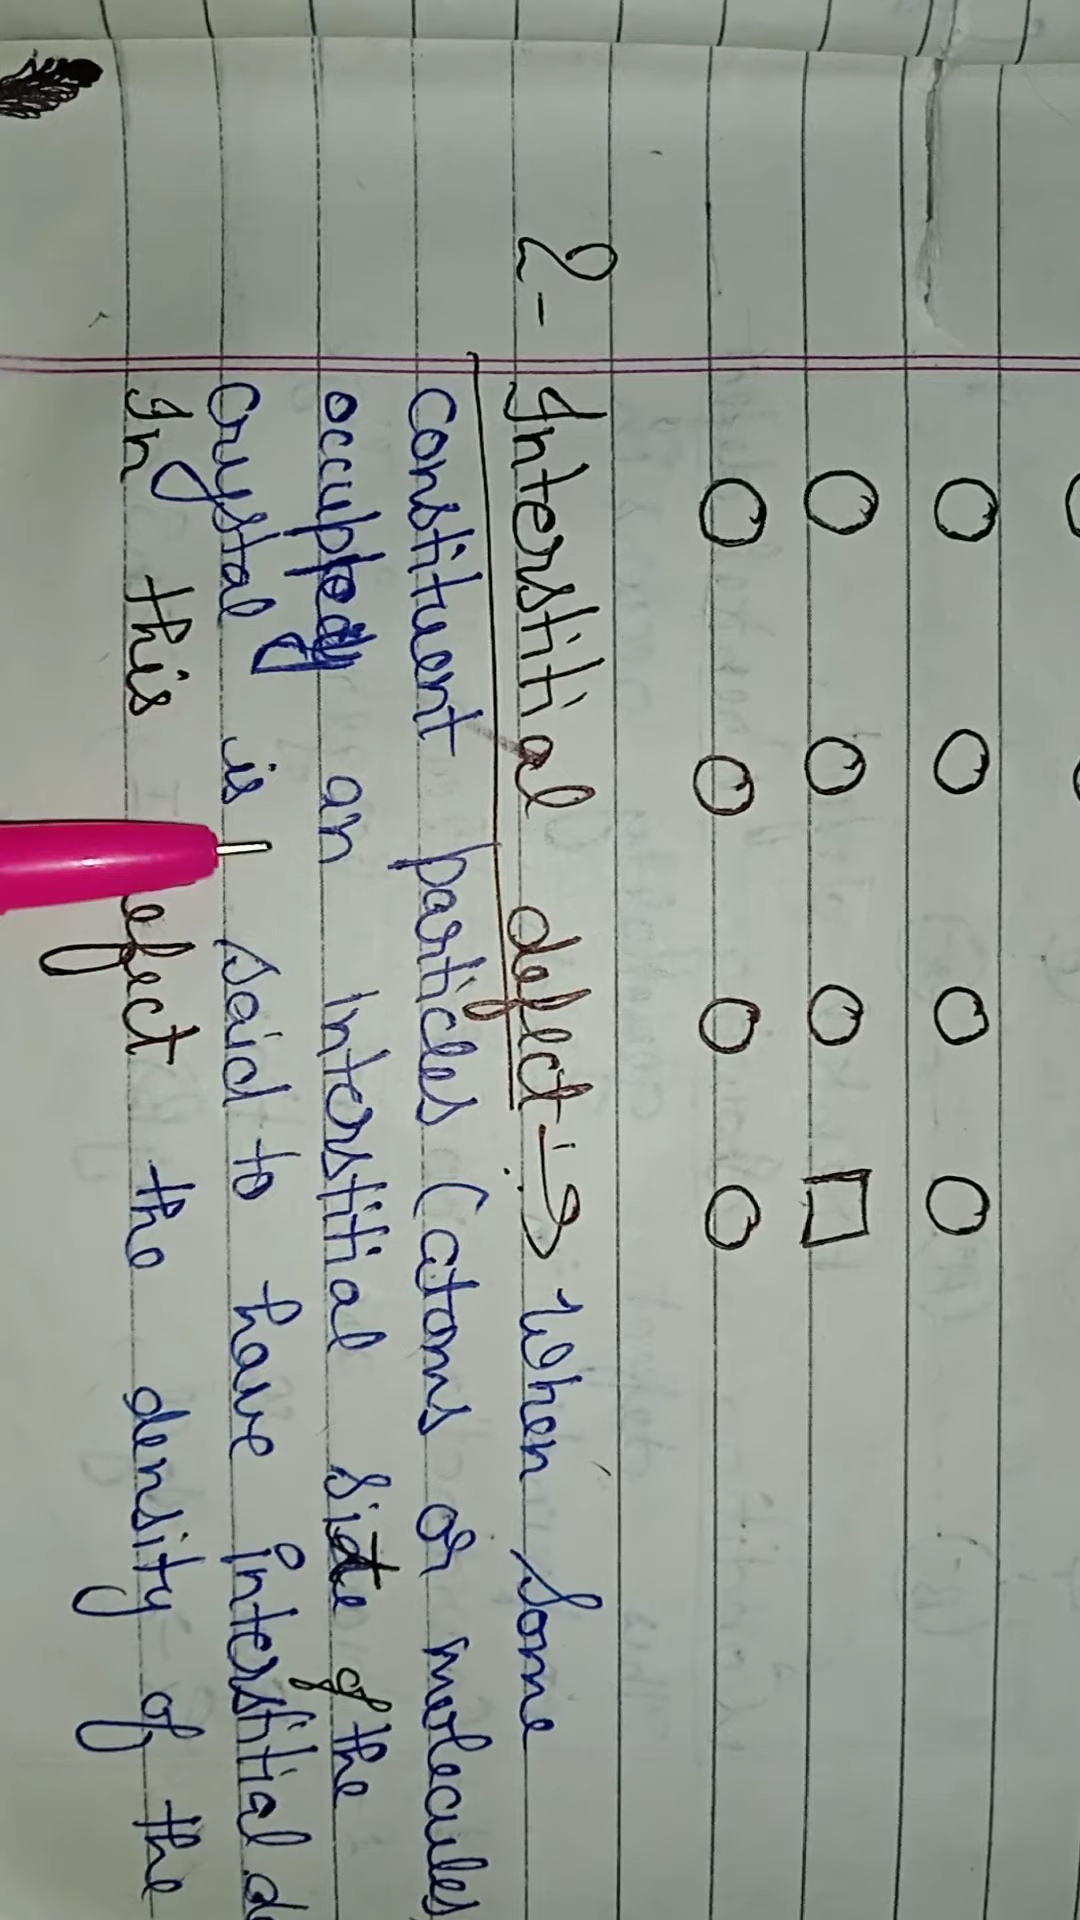 2- Interstitial defect :→ When Some
Constituent particles (atoms or molecules
occupy an Interstitial site of the
Crystal is said to have interstitial
In this defect the density of the